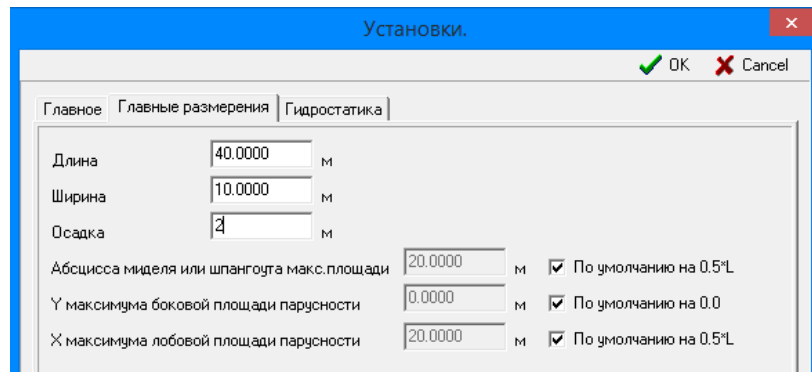 Установки.
OK Cancel
Главное Главные размерения Гидростатика
Длина 40.0000 м
Ширина 10.0000 м
Осадка 2 м
Абсцисса миделя или шпангоута макс.площади 20.0000 м По умолчанию на 0.5*L
Y максимума боковой площади парусности 0.0000 м По умолчанию на 0.0
X максимума лобовой площади парусности 20.0000 м По умолчанию на 0.5*L